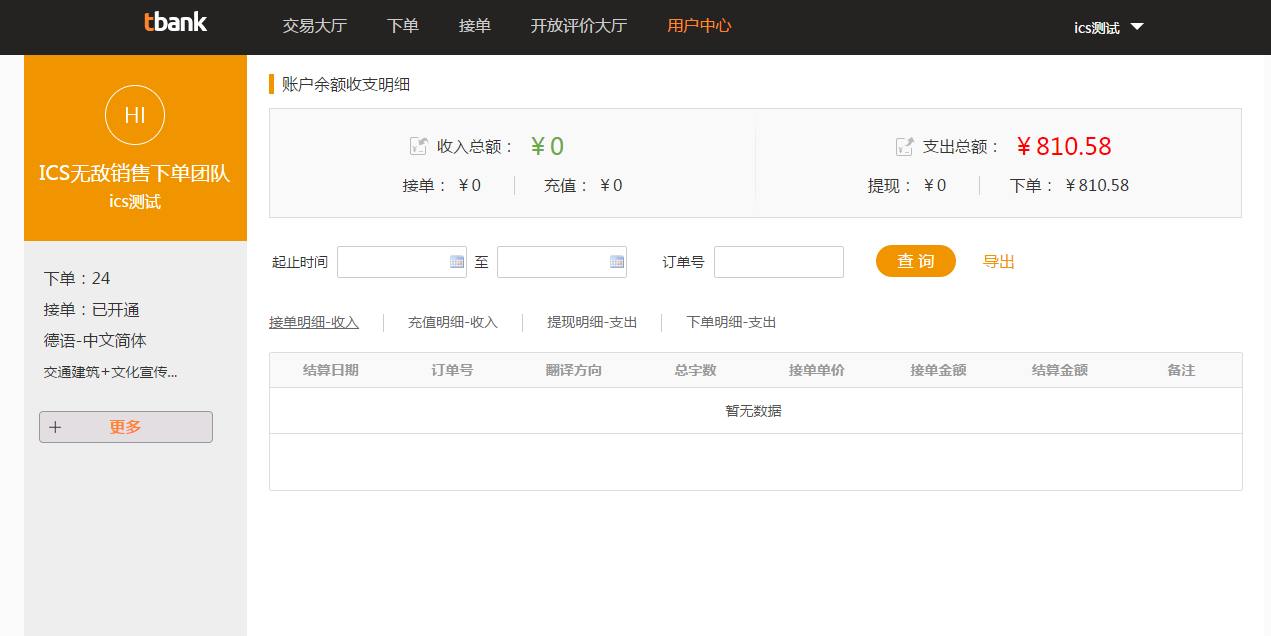 tbank 交易大厅 下单 接单 开放评价大厅 用户中心 ics测试
HI
ICS无敌销售下单团队
ics测试
下单：24
接单：已开通
德语-中文简体
交通建筑+文化宣传...
+ 更多
账户余额收支明细
收入总额： ¥0
接单： ¥0 充值： ¥0
支出总额： ¥810.58
提现： ¥0 下单： ¥810.58
起止时间 至 订单号 查 询 导出
接单明细-收入 充值明细-收入 提现明细-支出 下单明细-支出
结算日期 订单号 翻译方向 总字数 接单单价 接单金额 结算金额 备注
暂无数据